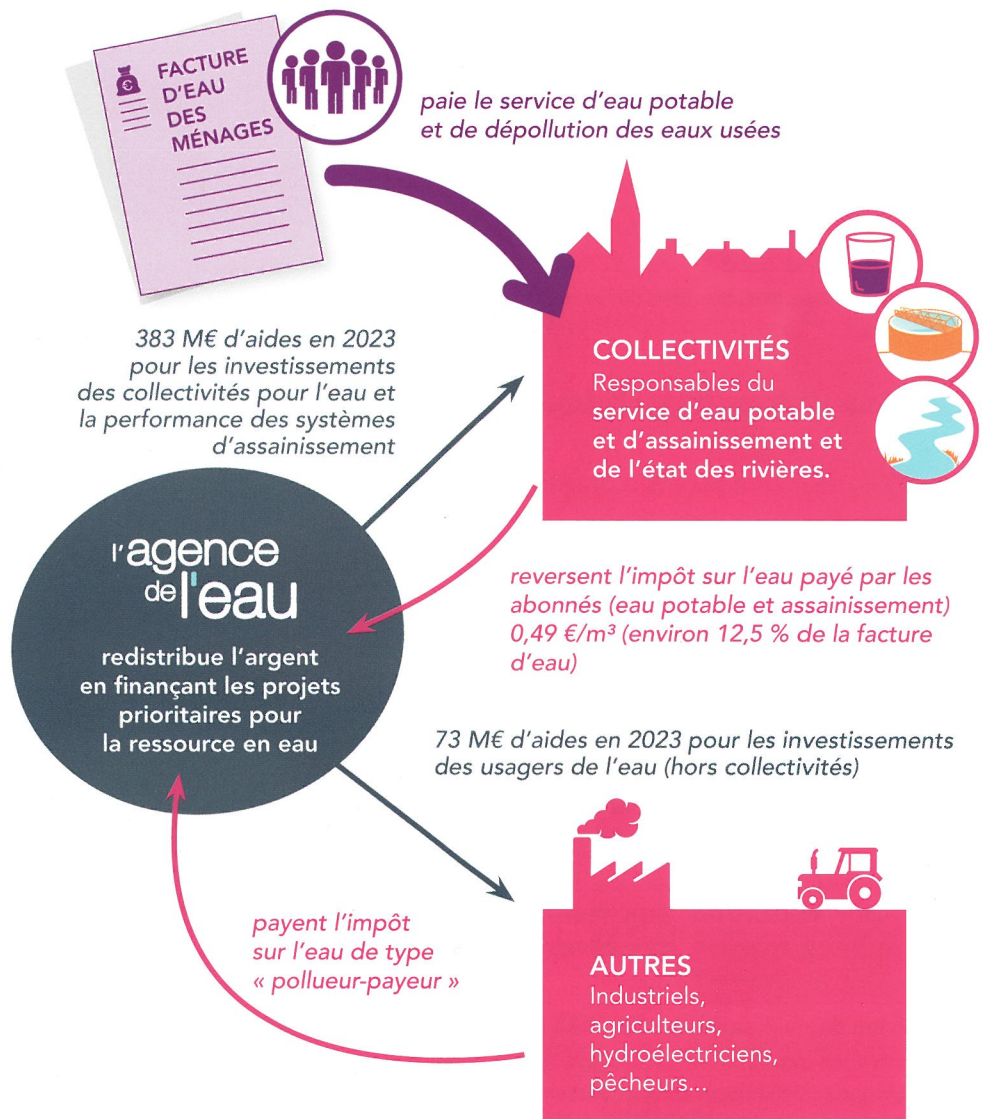 FACTURE
D'EAU
DES
MÉNAGES
paie le service d'eau potable
et de dépollution des eaux usées
383 M€ d'aides en 2023
pour les investissements
des collectivités pour l'eau et
la performance des systèmes
d'assainissement
COLLECTIVITÉS
Responsables du
service d'eau potable
et d'assainissement et
de l'état des rivières.
l'agence
de l'eau
redistribue l'argent
en finançant les projets
prioritaires pour
la ressource en eau
reversent l'impôt sur l'eau payé par les
abonnés (eau potable et assainissement)
0,49 €/m³ (environ 12,5 % de la facture
d'eau)
73 M€ d'aides en 2023 pour les investissements
des usagers de l'eau (hors collectivités)
payent l'impôt
sur l'eau de type
« pollueur-payeur »
AUTRES
Industriels,
agriculteurs,
hydroélectriciens,
pêcheurs...